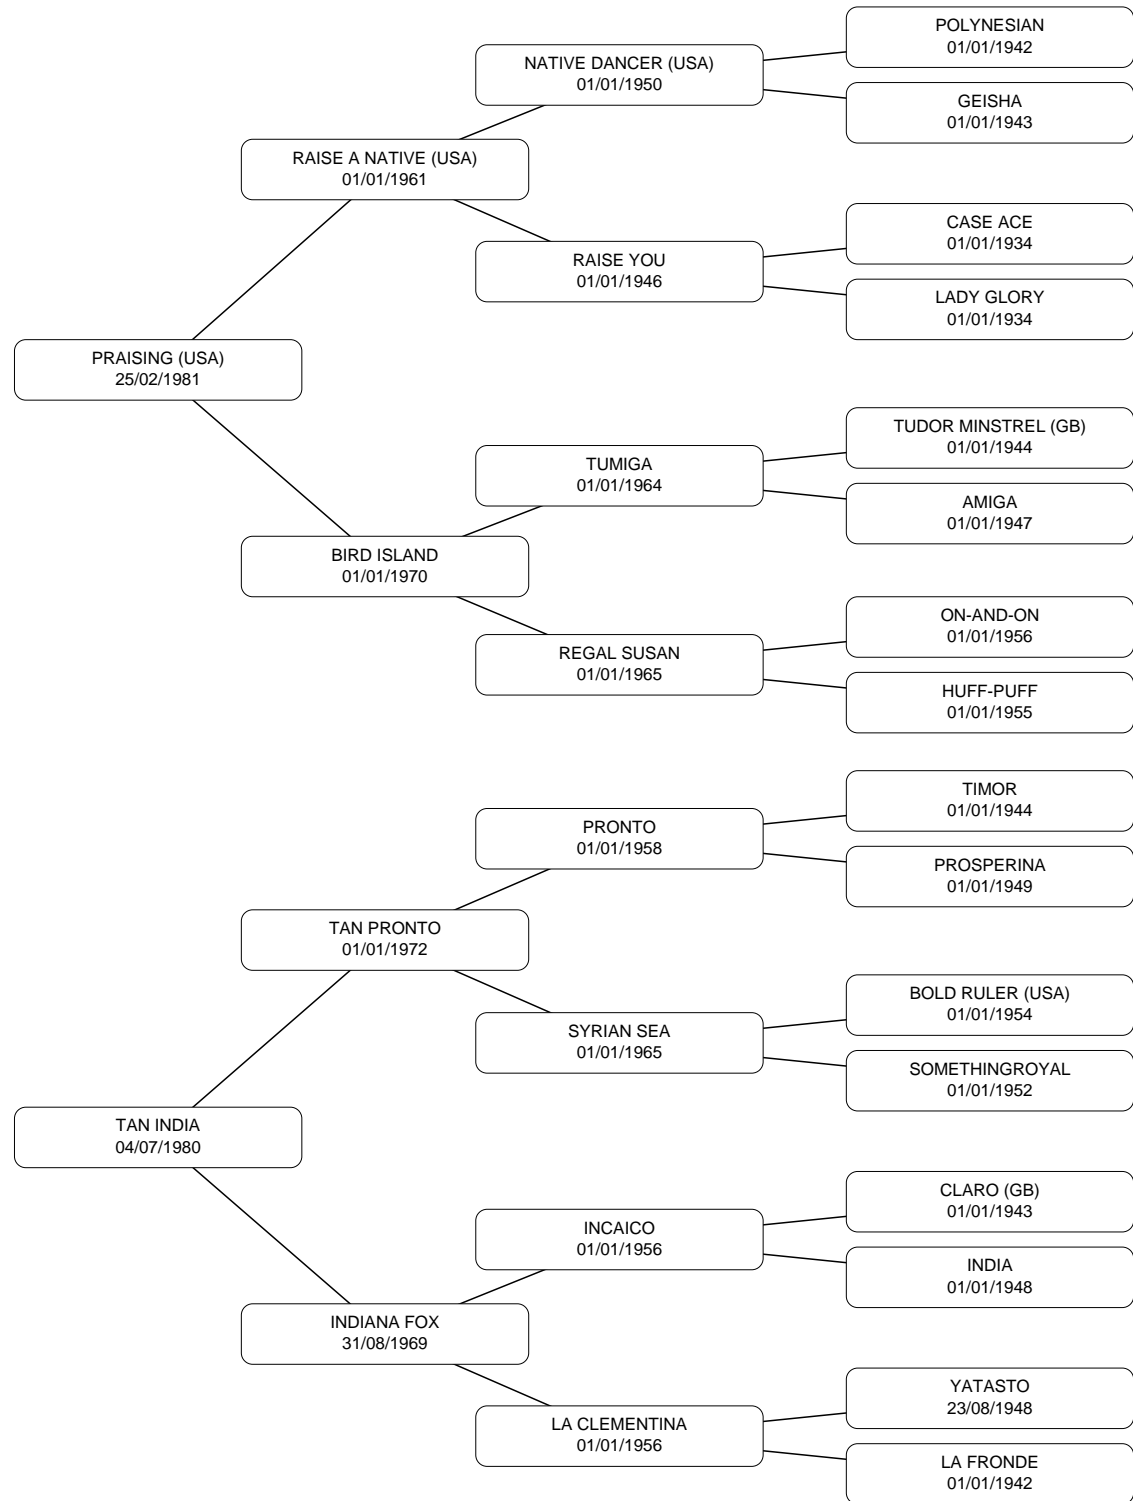 POLYNESIAN
01/01/1942
NATIVE DANCER (USA)
01/01/1950
GEISHA
01/01/1943
RAISE A NATIVE (USA)
01/01/1961
CASE ACE
01/01/1934
RAISE YOU
01/01/1946
LADY GLORY
01/01/1934
PRAISING (USA)
25/02/1981
TUDOR MINSTREL (GB)
01/01/1944
TUMIGA
01/01/1964
AMIGA
01/01/1947
BIRD ISLAND
01/01/1970
ON-AND-ON
01/01/1956
REGAL SUSAN
01/01/1965
HUFF-PUFF
01/01/1955
TIMOR
01/01/1944
PRONTO
01/01/1958
PROSPERINA
01/01/1949
TAN PRONTO
01/01/1972
BOLD RULER (USA)
01/01/1954
SYRIAN SEA
01/01/1965
SOMETHINGROYAL
01/01/1952
TAN INDIA
04/07/1980
CLARO (GB)
01/01/1943
INCAICO
01/01/1956
INDIA
01/01/1948
INDIANA FOX
31/08/1969
YATASTO
23/08/1948
LA CLEMENTINA
01/01/1956
LA FRONDE
01/01/1942